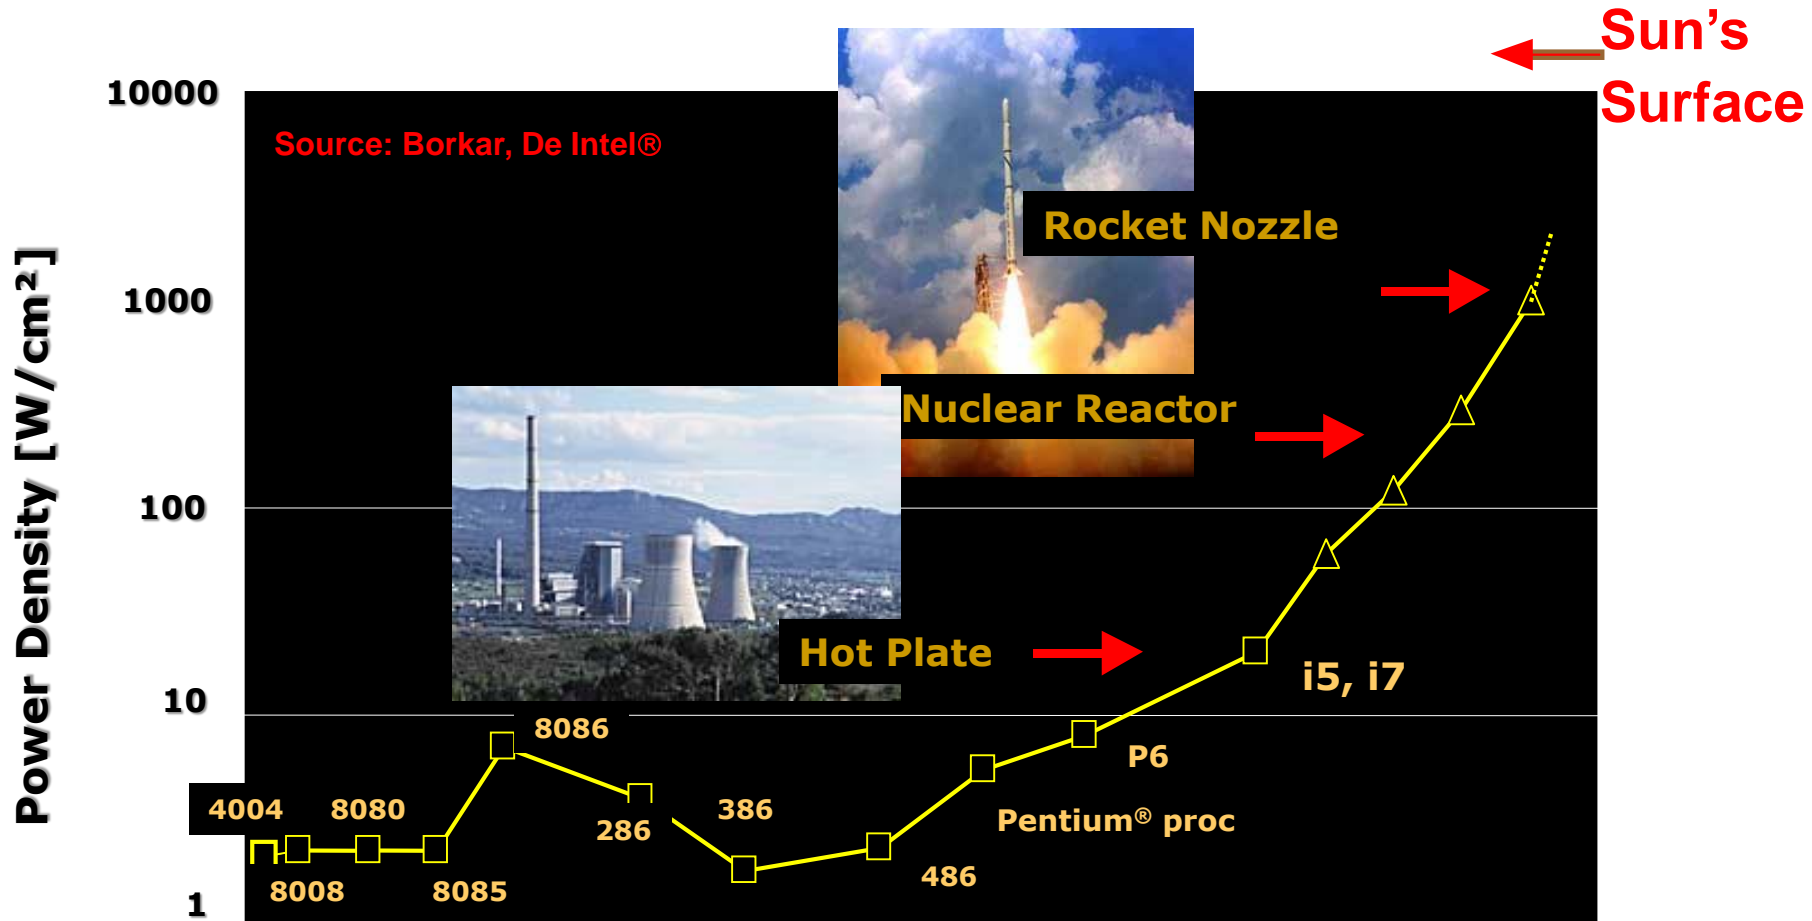 Sun’s
Surface
10000
Source: Borkar, De Intel®
Rocket Nozzle
1000
Power Density [W/cm²]
Nuclear Reactor
100
Hot Plate
i5, i7
10
8086
P6
4004
8080
386
286
Pentium® proc
486
8008
8085
1